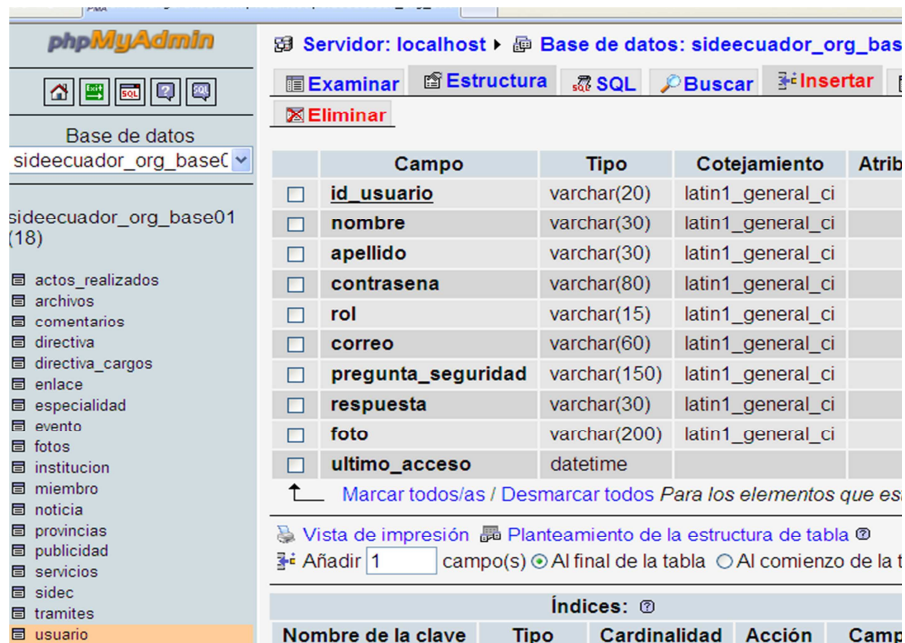 phpMyAdmin
Base de datos
sideecuador_org_base0
sideecuador_org_base01
(18)
actos_realizados
archivos
comentarios
directiva
directiva_cargos
enlace
especialidad
evento
fotos
institucion
miembro
noticia
provincias
publicidad
servicios
sidec
tramites
usuario
Servidor: localhost ▸ Base de datos: sideecuador_org_bas
Examinar Estructura SQL Buscar Insertar
Eliminar
Campo Tipo Cotejamiento Atrib
id_usuario varchar(20) latin1_general_ci
nombre varchar(30) latin1_general_ci
apellido varchar(30) latin1_general_ci
contrasena varchar(80) latin1_general_ci
rol varchar(15) latin1_general_ci
correo varchar(60) latin1_general_ci
pregunta_seguridad varchar(150) latin1_general_ci
respuesta varchar(30) latin1_general_ci
foto varchar(200) latin1_general_ci
ultimo_acceso datetime
Marcar todos/as / Desmarcar todos Para los elementos que es
Vista de impresión Planteamiento de la estructura de tabla
Añadir 1 campo(s) Al final de la tabla Al comienzo de la t
Índices:
Nombre de la clave Tipo Cardinalidad Acción Camp